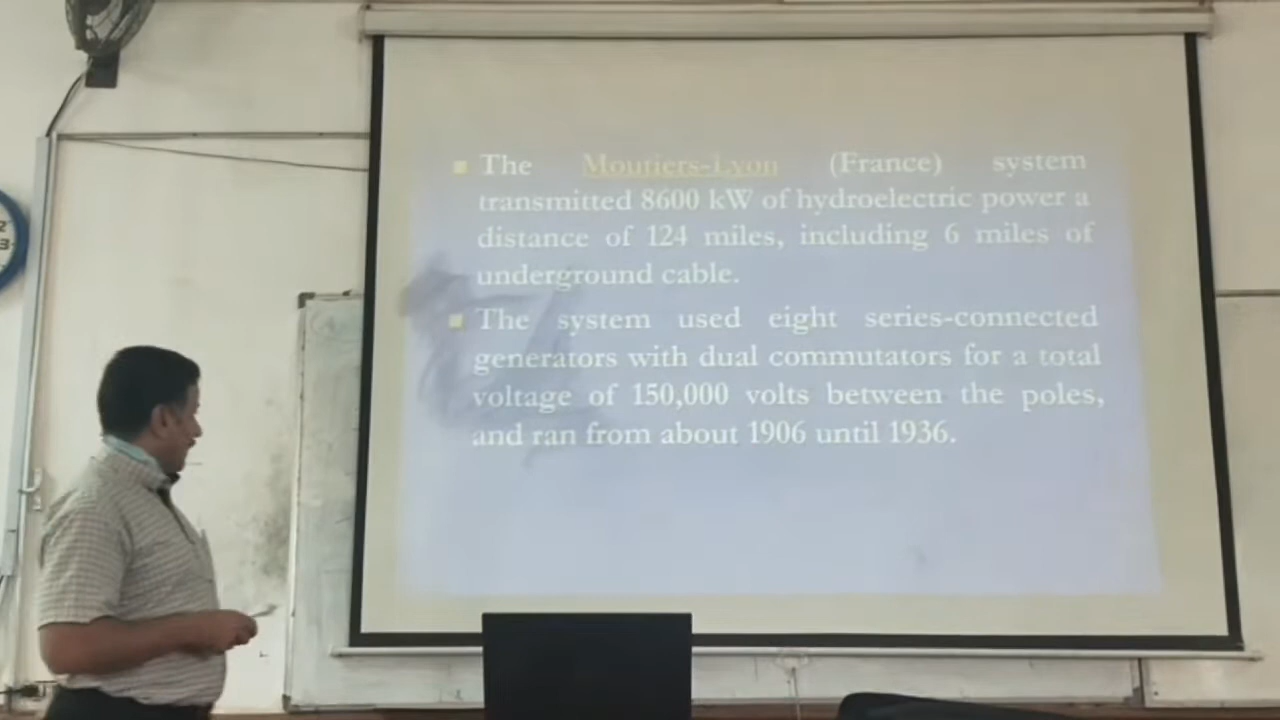 The Moutiers-Lyon (France) system
transmitted 8600 kW of hydroelectric power a
distance of 124 miles, including 6 miles of
underground cable.
The system used eight series-connected
generators with dual commutators for a total
voltage of 150,000 volts between the poles,
and ran from about 1906 until 1936.
2
3